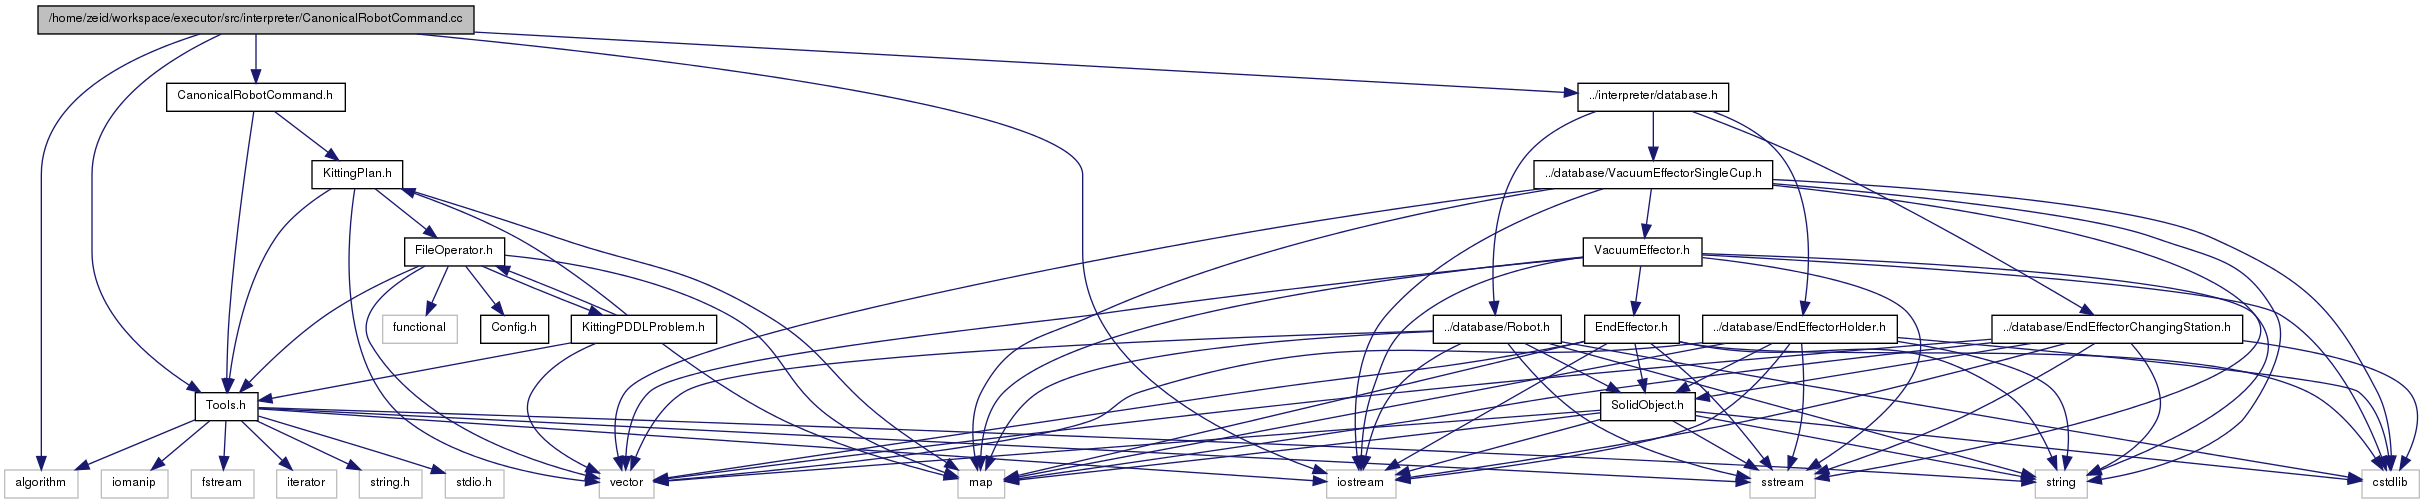 /home/zeid/workspace/executor/src/interpreter/CanonicalRobotCommand.cc
CanonicalRobotCommand.h
../interpreter/database.h
KittingPlan.h
../database/VacuumEffectorSingleCup.h
FileOperator.h
VacuumEffector.h
functional
Config.h
KittingPDDLProblem.h
../database/Robot.h
EndEffector.h
../database/EndEffectorHolder.h
../database/EndEffectorChangingStation.h
Tools.h
SolidObject.h
algorithm
iomanip
fstream
iterator
string.h
stdio.h
vector
map
iostream
sstream
string
cstdlib